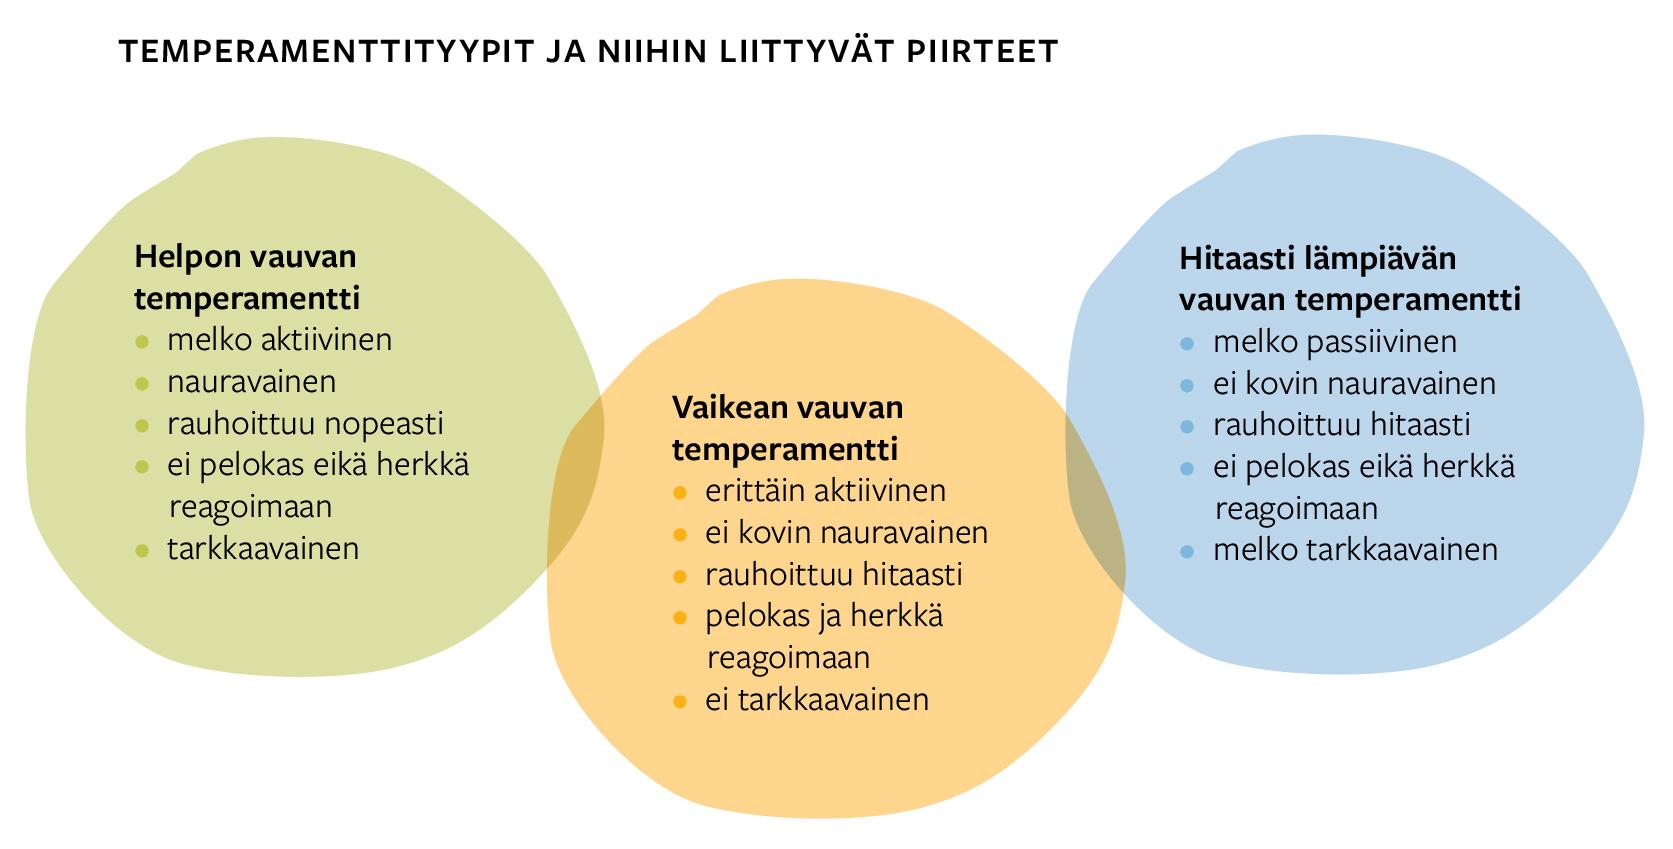 TEMPERAMENTTITYYPIT JA NIIHIN LIITTYVÄT PIIRTEET
Helpon vauvan
temperamentti
• melko aktiivinen
• nauravainen
• rauhoittuu nopeasti
• ei pelokas eikä herkkä
reagoimaan
• tarkkaavainen
Vaikean vauvan
temperamentti
• erittäin aktiivinen
• ei kovin nauravainen
• rauhoittuu hitaasti
• pelokas ja herkkä
reagoimaan
• ei tarkkaavainen
Hitaasti lämpiävän
vauvan temperamentti
• melko passiivinen
• ei kovin nauravainen
• rauhoittuu hitaasti
• ei pelokas eikä herkkä
reagoimaan
• melko tarkkaavainen